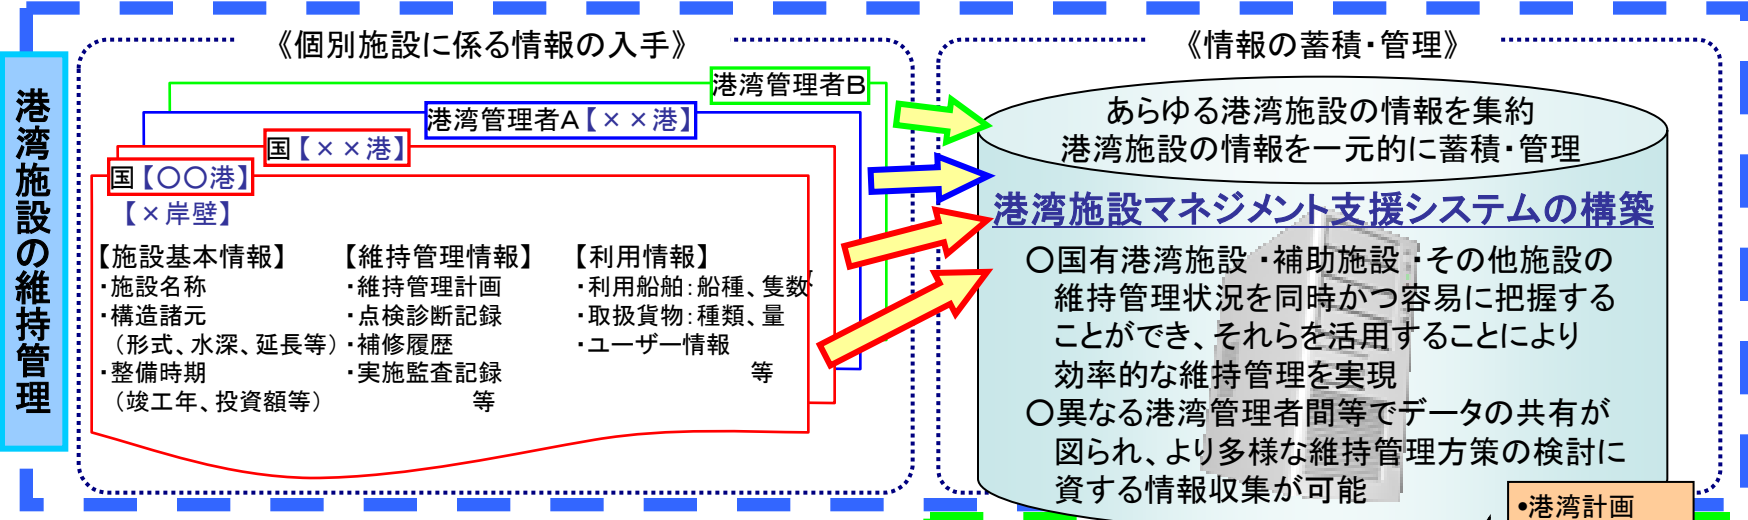 港湾施設の維持管理
《個別施設に係る情報の入手》
港湾管理者B
港湾管理者A【××港】
国【××港】
国【〇〇港】
【×岸壁】
【施設基本情報】
・施設名称
・構造諸元
（形式、水深、延長等）
・整備時期
（竣工年、投資額等）
【維持管理情報】
・維持管理計画
・点検診断記録
・補修履歴
・実施監査記録
等
【利用情報】
・利用船舶：船種、隻数
・取扱貨物：種類、量
・ユーザー情報
等
《情報の蓄積・管理》
あらゆる港湾施設の情報を集約
港湾施設の情報を一元的に蓄積・管理
港湾施設マネジメント支援システムの構築
〇国有港湾施設・補助施設・その他施設の
維持管理状況を同時かつ容易に把握する
ことができ、それらを活用することにより
効率的な維持管理を実現
〇異なる港湾管理者間等でデータの共有が
図られ、より多様な維持管理方策の検討に
資する情報収集が可能
•港湾計画